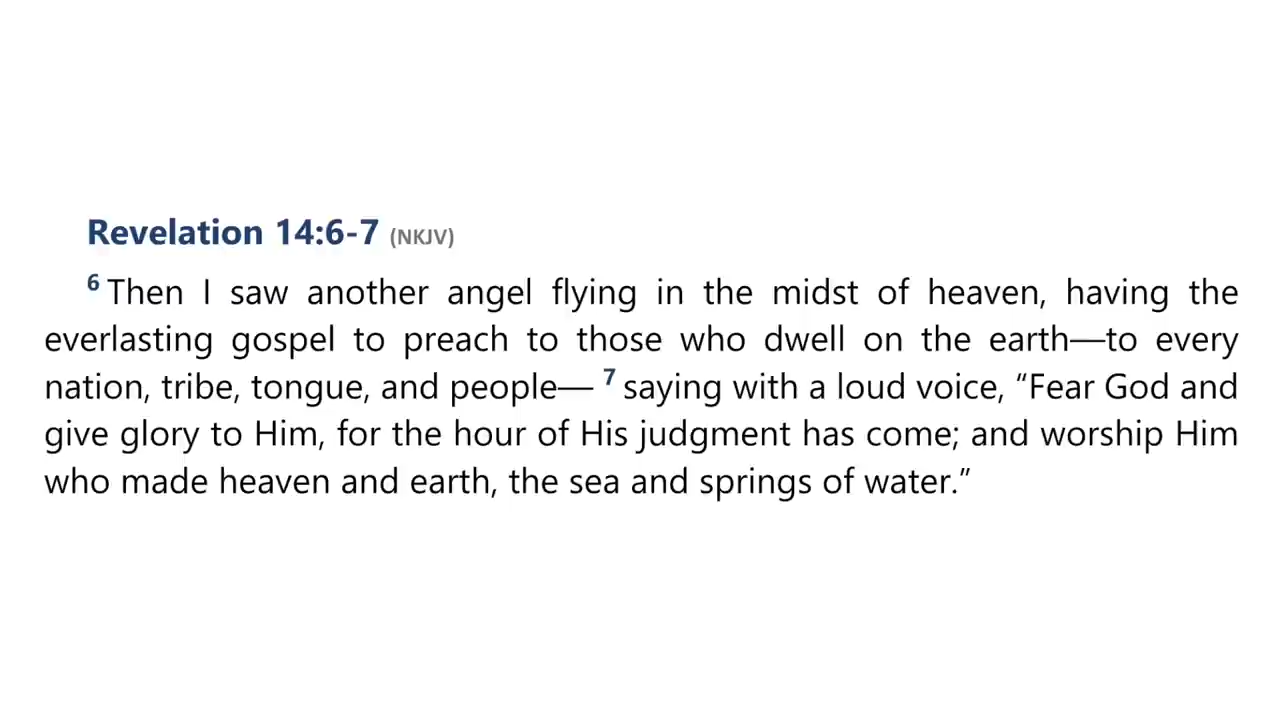 Revelation 14:6-7 (NKJV)
6 Then I saw another angel flying in the midst of heaven, having the
everlasting gospel to preach to those who dwell on the earth—to every
nation, tribe, tongue, and people— 7 saying with a loud voice, “Fear God and
give glory to Him, for the hour of His judgment has come; and worship Him
who made heaven and earth, the sea and springs of water.”